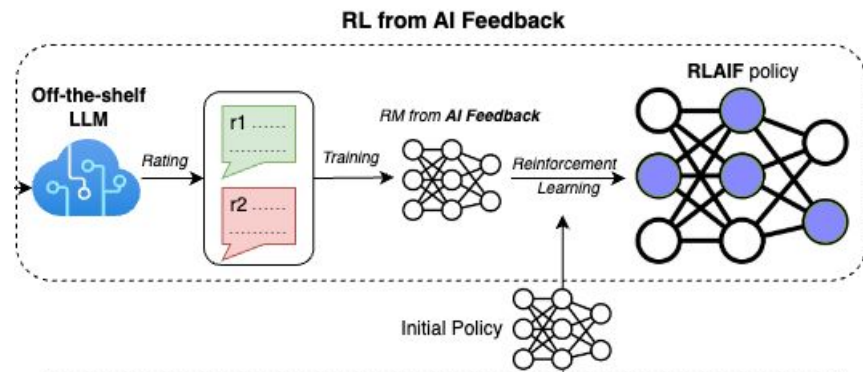 RL from AI Feedback
Off-the-shelf
LLM
Rating
r1 ......
............
r2 ......
............
Training
RM from AI Feedback
Reinforcement
Learning
RLAIF policy
Initial Policy